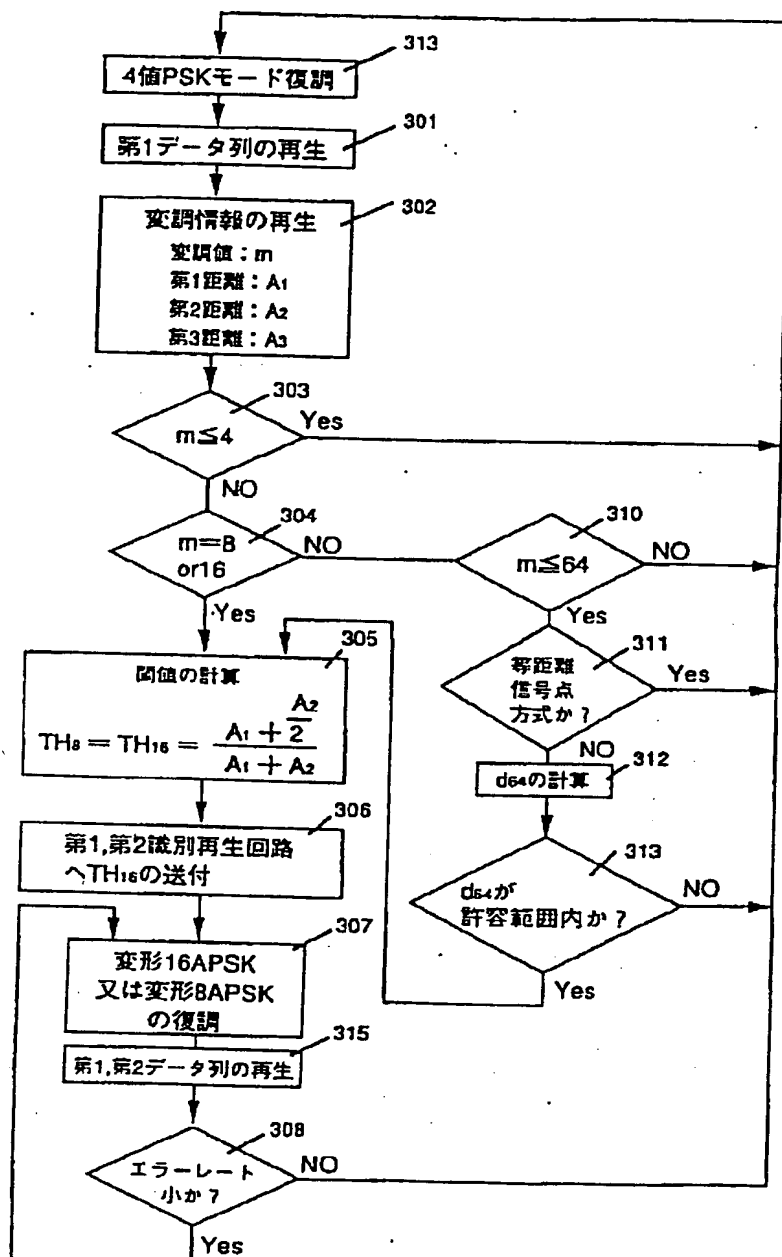 313
4値PSKモード復調
301
第1データ列の再生
302
変調情報の再生
変調値：m
第1距離：A1
第2距離：A2
第3距離：A3
303
m≦4
Yes
NO
304
m=8
or16
NO
Yes
310
m≦64
NO
Yes
311
等距離
信号点
方式か？
Yes
NO
312
d64の計算
313
d64が
許容範囲内か？
NO
Yes
305
閾値の計算
TH8 = TH16 = (A1 + A2/2) / (A1 + A2)
306
第1,第2識別再生回路
へTH16の送付
307
変形16APSK
又は変形8APSK
の復調
315
第1,第2データ列の再生
308
エラーレート
小か？
NO
Yes